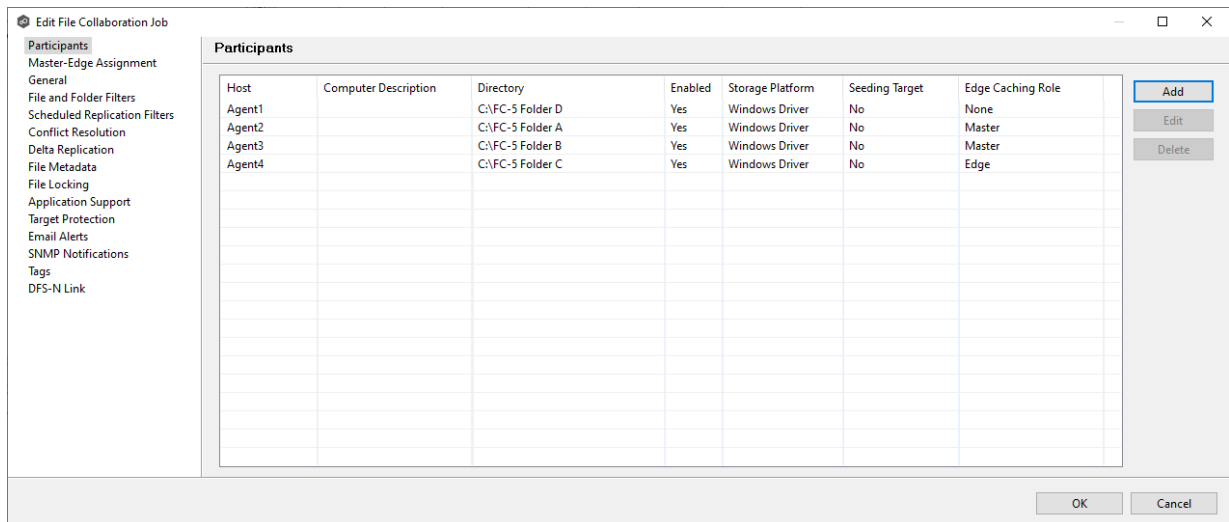 Edit File Collaboration Job
Participants
Master-Edge Assignment
General
File and Folder Filters
Scheduled Replication Filters
Conflict Resolution
Delta Replication
File Metadata
File Locking
Application Support
Target Protection
Email Alerts
SNMP Notifications
Tags
DFS-N Link
Participants
Host Computer Description Directory Enabled Storage Platform Seeding Target Edge Caching Role
Agent1 C:\FC-5 Folder D Yes Windows Driver No None
Agent2 C:\FC-5 Folder A Yes Windows Driver No Master
Agent3 C:\FC-5 Folder B Yes Windows Driver No Master
Agent4 C:\FC-5 Folder C Yes Windows Driver No Edge
Add
Edit
Delete
OK Cancel